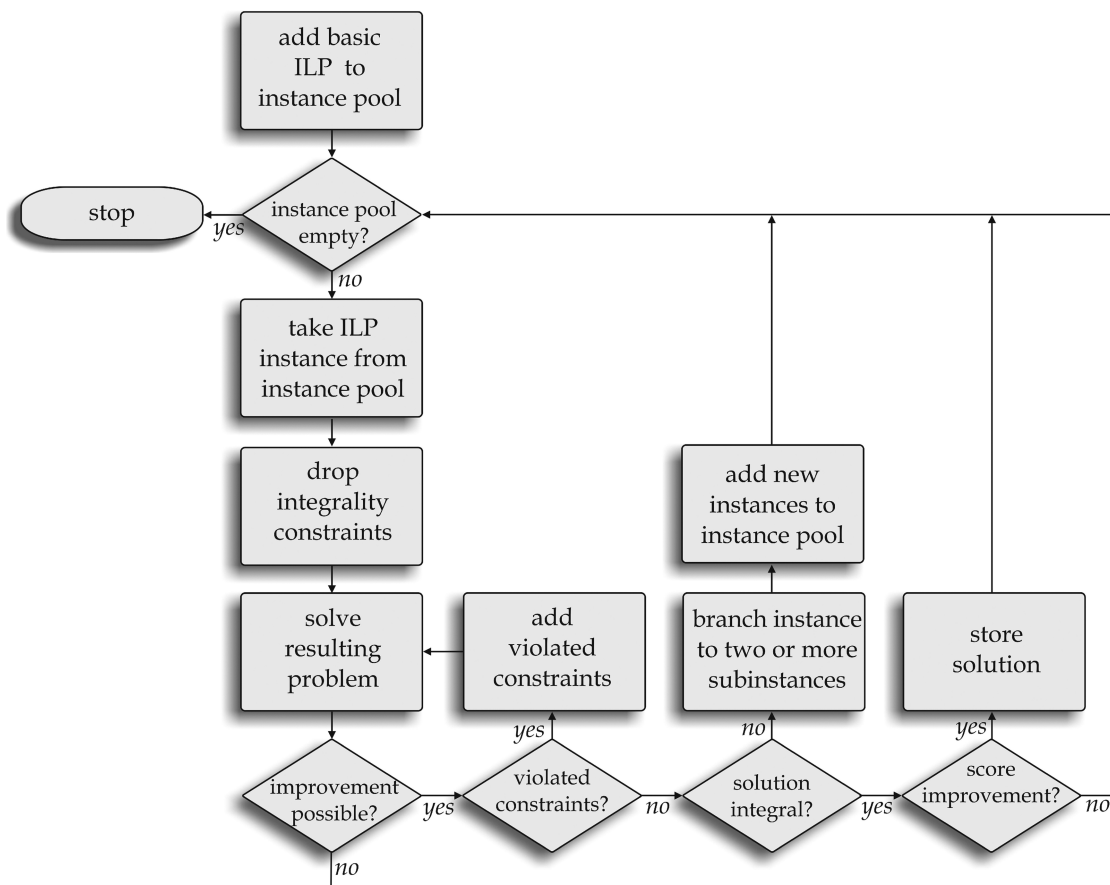 add basic
ILP to
instance pool
stop
yes
instance pool
empty?
no
take ILP
instance from
instance pool
drop
integrality
constraints
add new
instances to
instance pool
solve
resulting
problem
add
violated
constraints
branch instance
to two or more
subinstances
store
solution
yes
no
yes
improvement
possible?
yes
violated
constraints?
no
solution
integral?
yes
score
improvement?
no
no